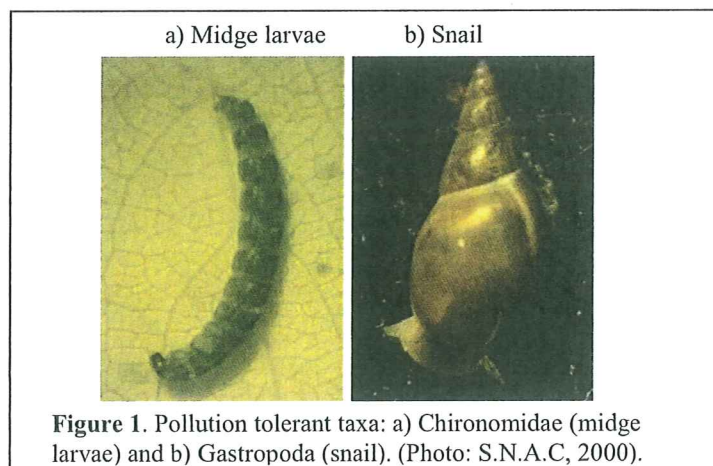 a) Midge larvae b) Snail
Figure 1. Pollution tolerant taxa: a) Chironomidae (midge
larvae) and b) Gastropoda (snail). (Photo: S.N.A.C, 2000).